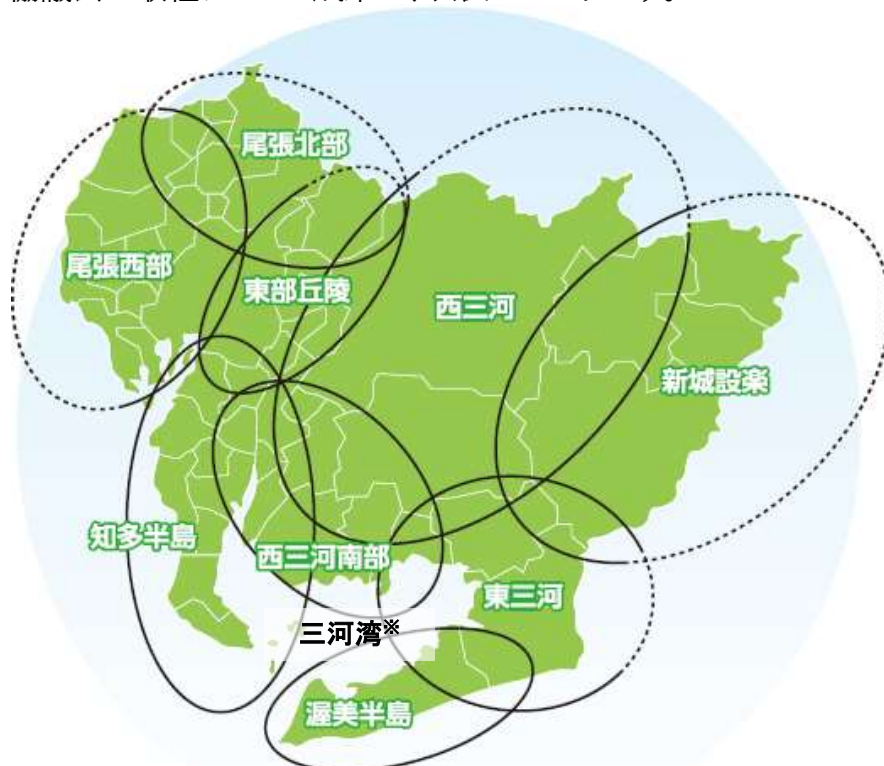 尾張北部
尾張西部
東部丘陵
西三河
新城設楽
知多半島
西三河南部
東三河
三河湾※
渥美半島